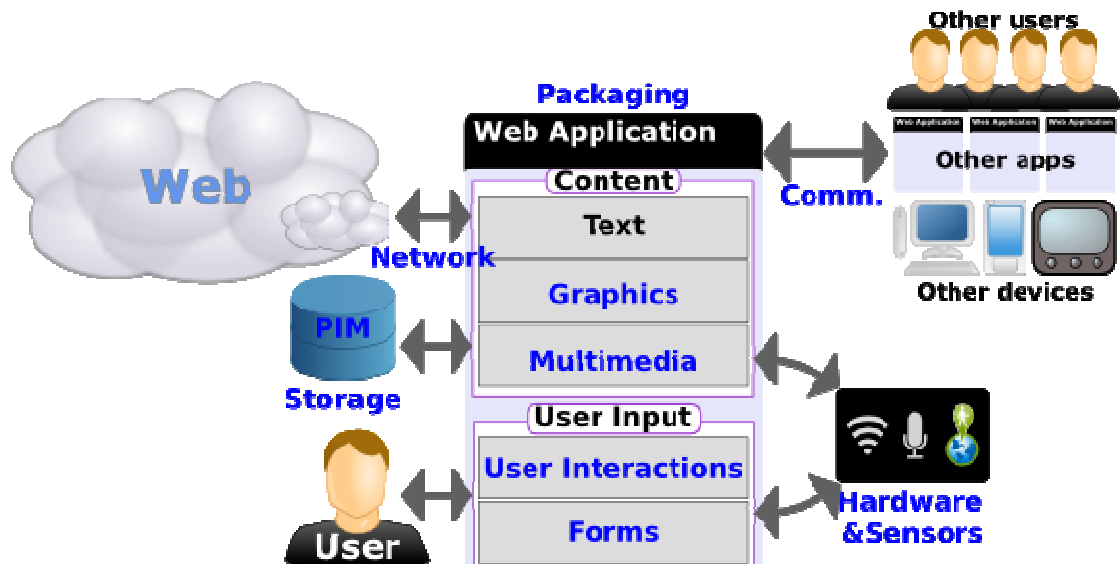 Other users
Packaging
Web Application
Web Application
Web Application
Web Application
Other apps
Web
Content
Comm.
Text
Network
Graphics
Other devices
PIM
Multimedia
Storage
User Input
User Interactions
Hardware
&Sensors
Forms
User